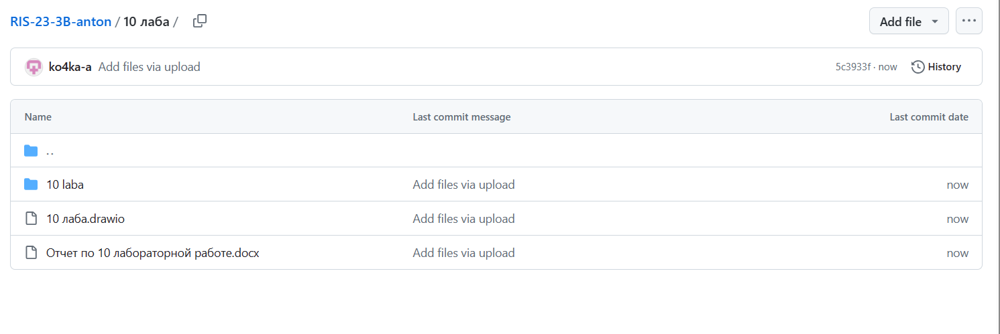 RIS-23-3B-anton / 10 лаба / Add file
ko4ka-a Add files via upload 5c3933f · now History
Name Last commit message Last commit date
..
10 laba Add files via upload now
10 лаба.drawio Add files via upload now
Отчет по 10 лабораторной работе.docx Add files via upload now